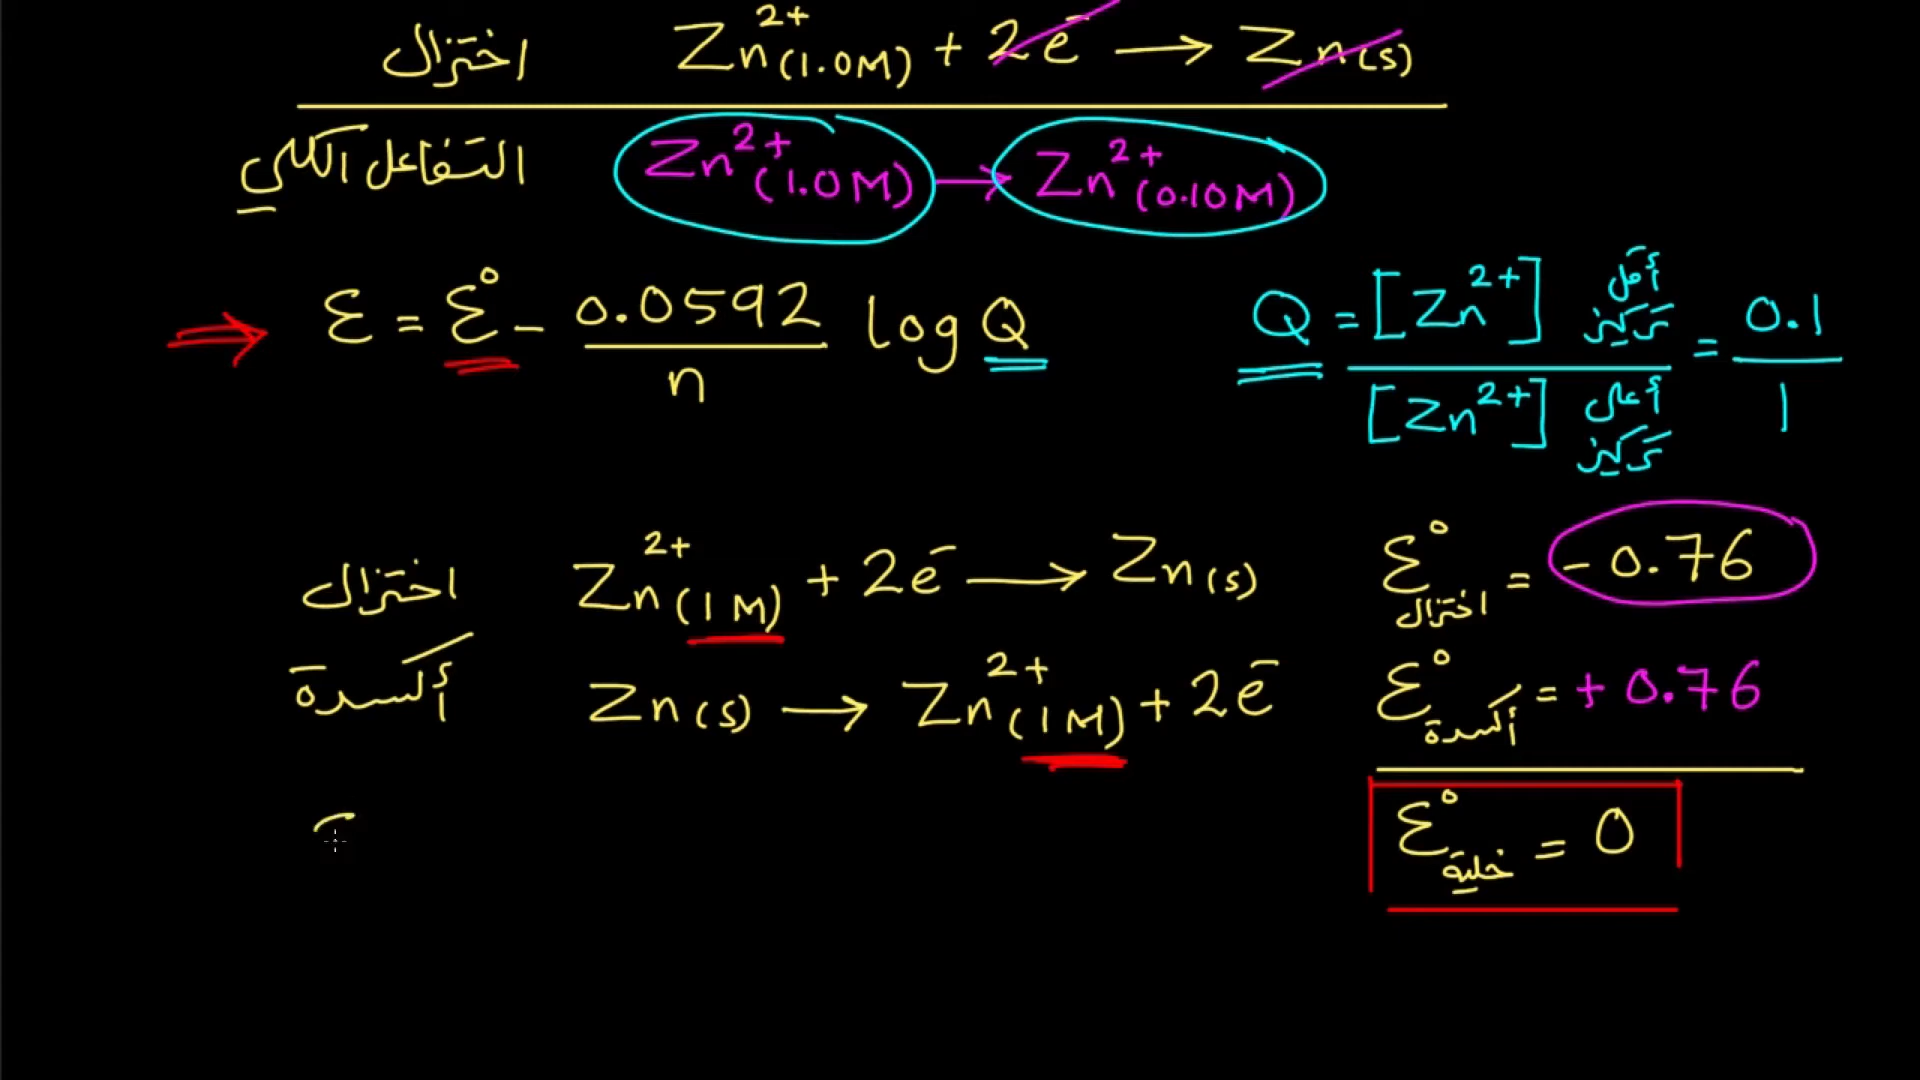 اختزال Zn²⁺(1.0M) + 2e⁻ → Zn(s)
التفاعل الكلي Zn²⁺(1.0M) → Zn²⁺(0.10M)
Ɛ = Ɛ° − 0.0592/n log Q
Q = [Zn²⁺] أقل تركيز / [Zn²⁺] أعلى تركيز = 0.1/1
اختزال Zn²⁺(1M) + 2e⁻ → Zn(s) Ɛ°اختزال = − 0.76
أكسدة Zn(s) → Zn²⁺(1M) + 2e⁻ Ɛ°أكسدة = + 0.76
Ɛ°خلية = 0